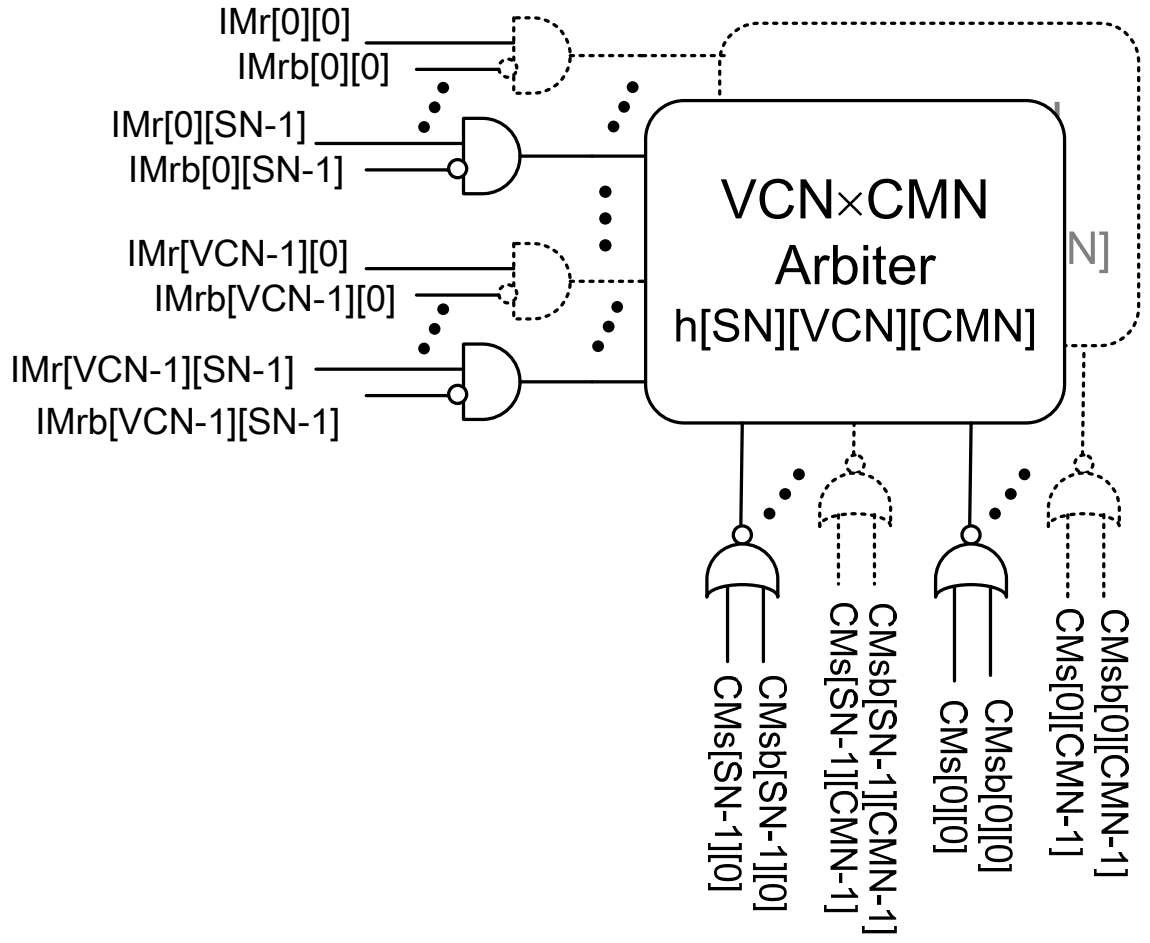 IMr[0][0]
IMrb[0][0]
IMr[0][SN-1]
IMrb[0][SN-1]
IMr[VCN-1][0]
IMrb[VCN-1][0]
IMr[VCN-1][SN-1]
IMrb[VCN-1][SN-1]
VCN×CMN
Arbiter
h[SN][VCN][CMN]
N]
CMs[SN-1][0]
CMsb[SN-1][0]
CMs[SN-1][CMN-1]
CMsb[SN-1][CMN-1]
CMs[0][0]
CMsb[0][0]
CMs[0][CMN-1]
CMsb[0][CMN-1]